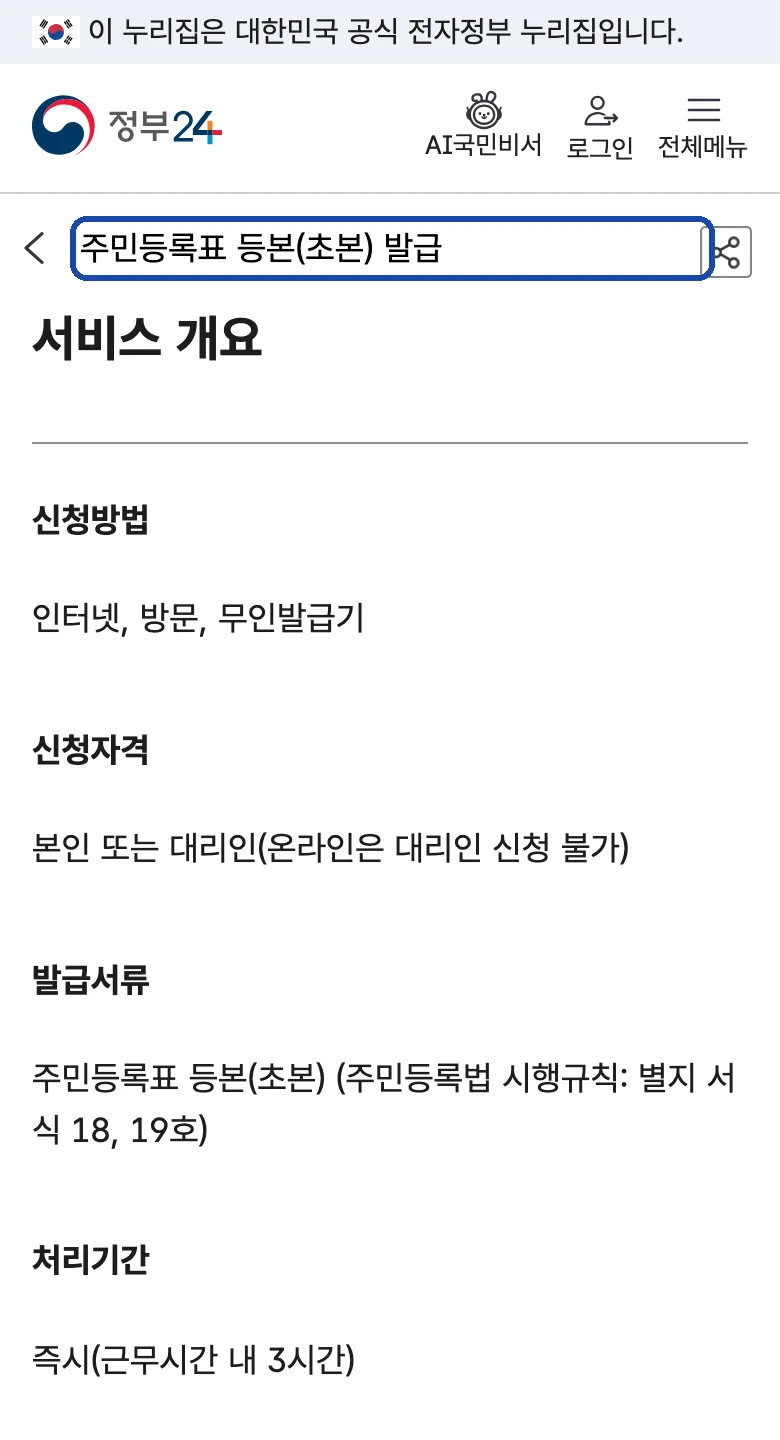 이 누리집은 대한민국 공식 전자정부 누리집입니다.
정부24
AI국민비서
로그인
전체메뉴
주민등록표 등본(초본) 발급
서비스 개요
신청방법
인터넷, 방문, 무인발급기
신청자격
본인 또는 대리인(온라인은 대리인 신청 불가)
발급서류
주민등록표 등본(초본) (주민등록법 시행규칙: 별지 서
식 18, 19호)
처리기간
즉시(근무시간 내 3시간)